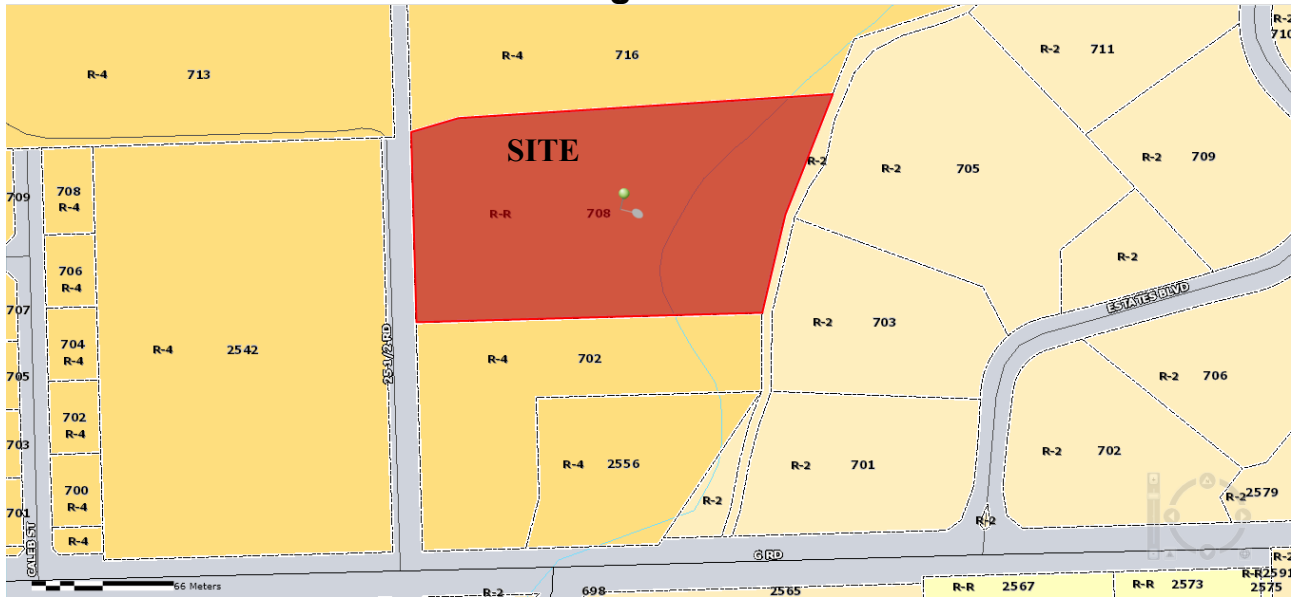 g
R-4 713
R-4 716
R-2 711
R-2
710
SITE
R-2
R-2 705
R-2 709
R-R 708
709
708
R-4
706
R-4
707
704
R-4
705
702
R-4
703
700
R-4
701
R-4
R-4 2542
25 1/2 RD
R-4 702
R-4 2556
R-2
R-2 703
R-2
ESTATES BLVD
R-2 706
R-2 701
R-2 702
R-2
R-2 2579
CALEB ST
G RD
66 Meters
R-2 698 2565
R-R 2567
R-R 2573
R-2
R-R 2591
2575